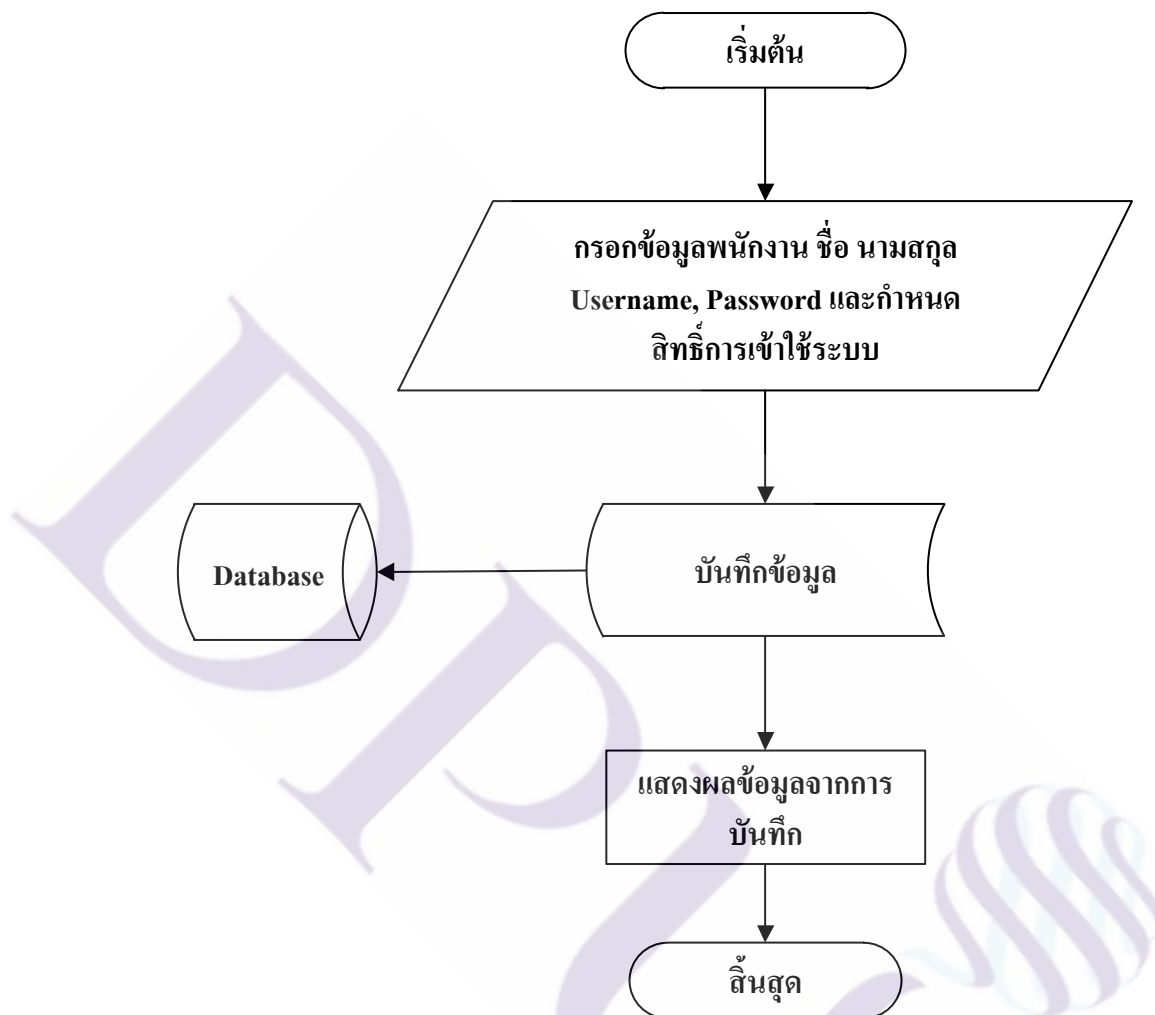 เริ่มต้น
กรอกข้อมูลพนักงาน ชื่อ นามสกุล
Username, Password และกำหนด
สิทธิ์การเข้าใช้ระบบ
Database
บันทึกข้อมูล
แสดงผลข้อมูลจากการ
บันทึก
สิ้นสุด
DPU